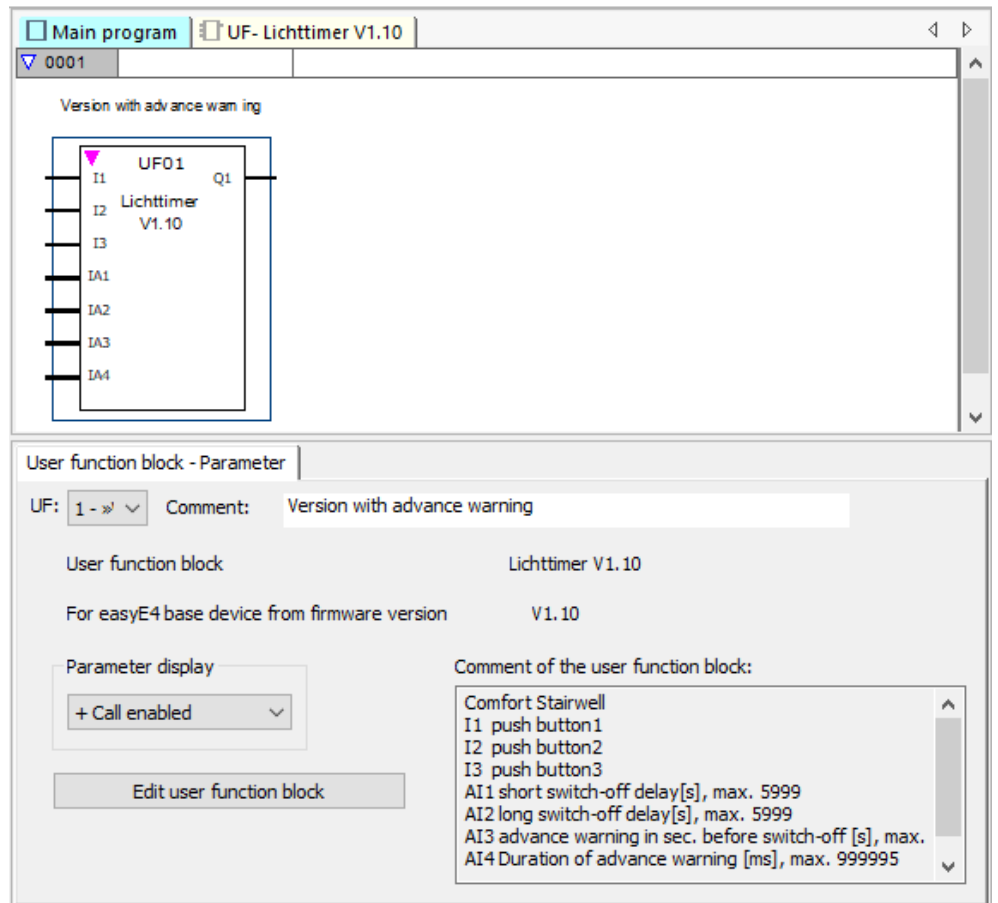 Main program
UF- Lichttimer V1.10
0001
Version with advance warn ing
UF01
I1
Q1
Lichttimer
I2
V1.10
I3
IA1
IA2
IA3
IA4
User function block - Parameter
UF: 1 - »' Comment: Version with advance warning
User function block Lichttimer V1.10
For easyE4 base device from firmware version V1.10
Parameter display
Comment of the user function block:
+ Call enabled
Comfort Stairwell
I1 push button1
I2 push button2
I3 push button3
AI1 short switch-off delay[s], max. 5999
AI2 long switch-off delay[s], max. 5999
AI3 advance warning in sec. before switch-off [s], max.
AI4 Duration of advance warning [ms], max. 999995
Edit user function block